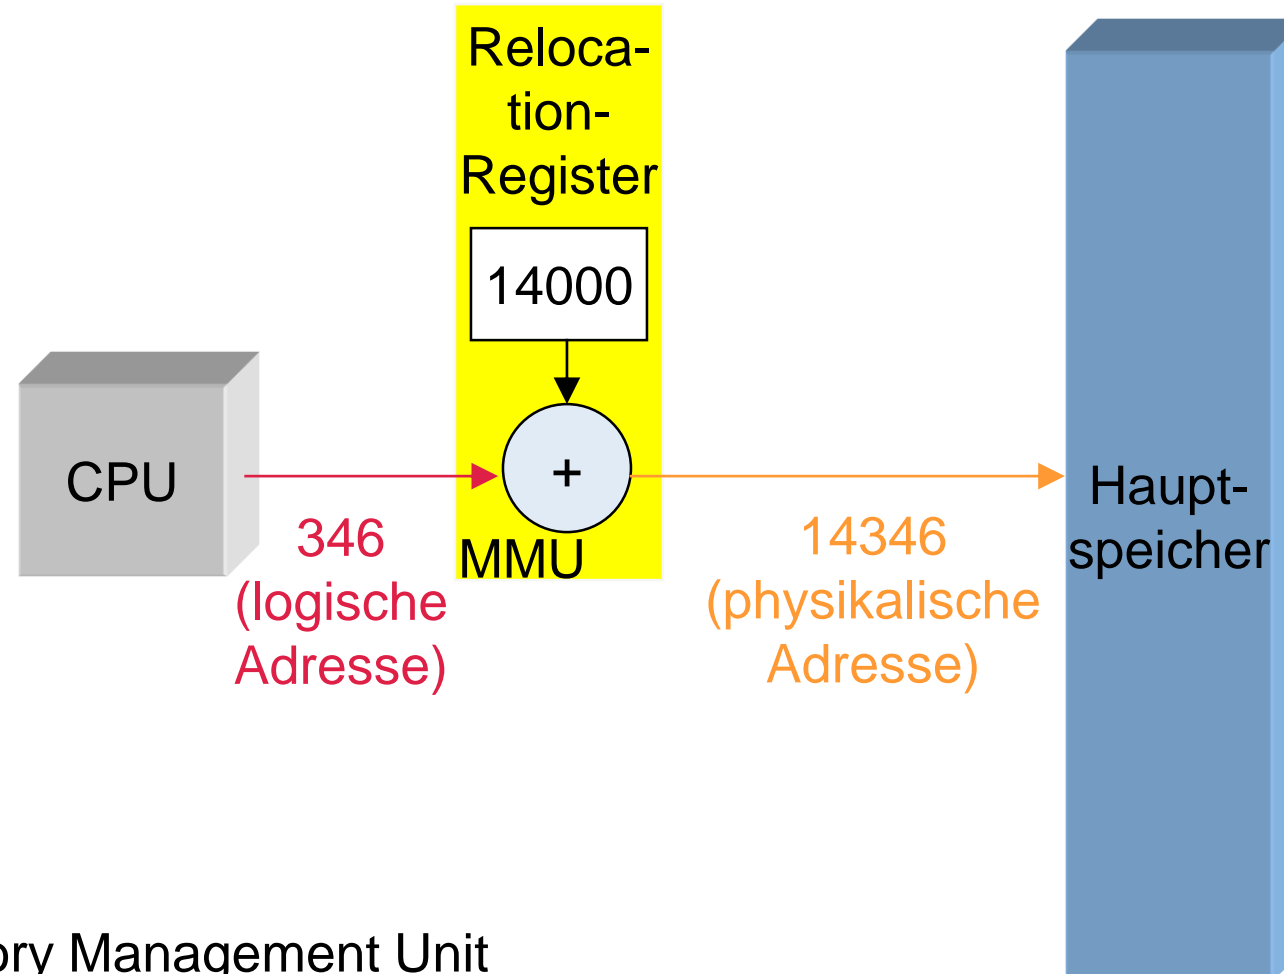 Reloca-
tion-
Register
14000
CPU
+
MMU
346
(logische
Adresse)
14346
(physikalische
Adresse)
Haupt-
speicher
ory Management Unit